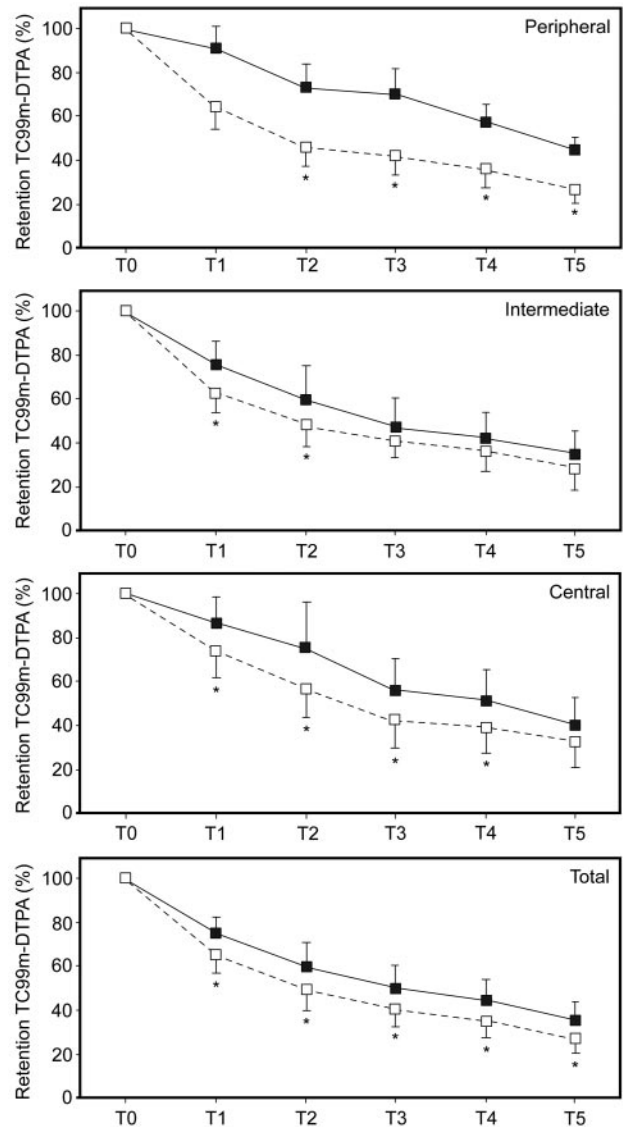 Retention TC99m-DTPA (%)
100
80
60
40
20
0
Peripheral
* * * *
T0 T1 T2 T3 T4 T5
Retention TC99m-DTPA (%)
100
80
60
40
20
0
Intermediate
* *
T0 T1 T2 T3 T4 T5
Retention TC99m-DTPA (%)
100
80
60
40
20
0
Central
* * * *
T0 T1 T2 T3 T4 T5
Retention TC99m-DTPA (%)
100
80
60
40
20
0
Total
* * * * *
T0 T1 T2 T3 T4 T5